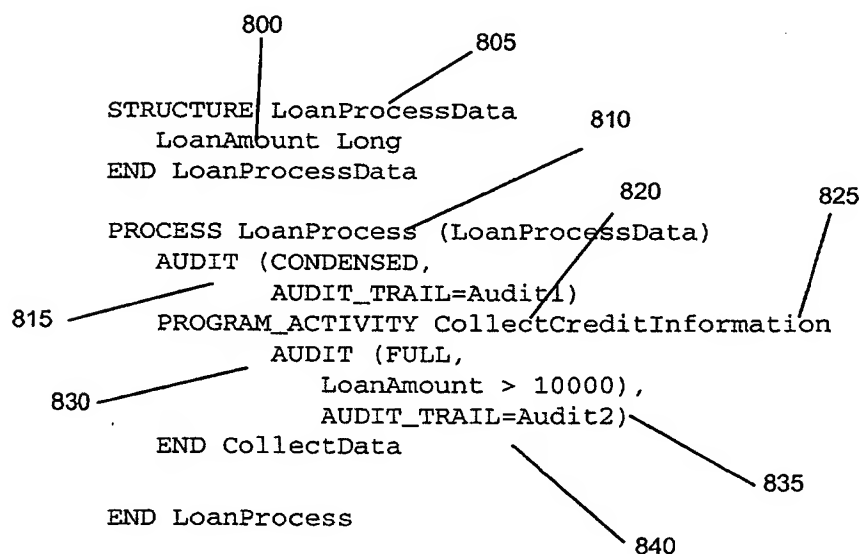 800
805
STRUCTURE LoanProcessData
810
LoanAmount Long
END LoanProcessData
820
825
PROCESS LoanProcess (LoanProcessData)
AUDIT (CONDENSED,
AUDIT_TRAIL=Audit1)
815
PROGRAM_ACTIVITY CollectCreditInformation
AUDIT (FULL,
LoanAmount > 10000),
830
AUDIT_TRAIL=Audit2)
END CollectData
835
END LoanProcess
840